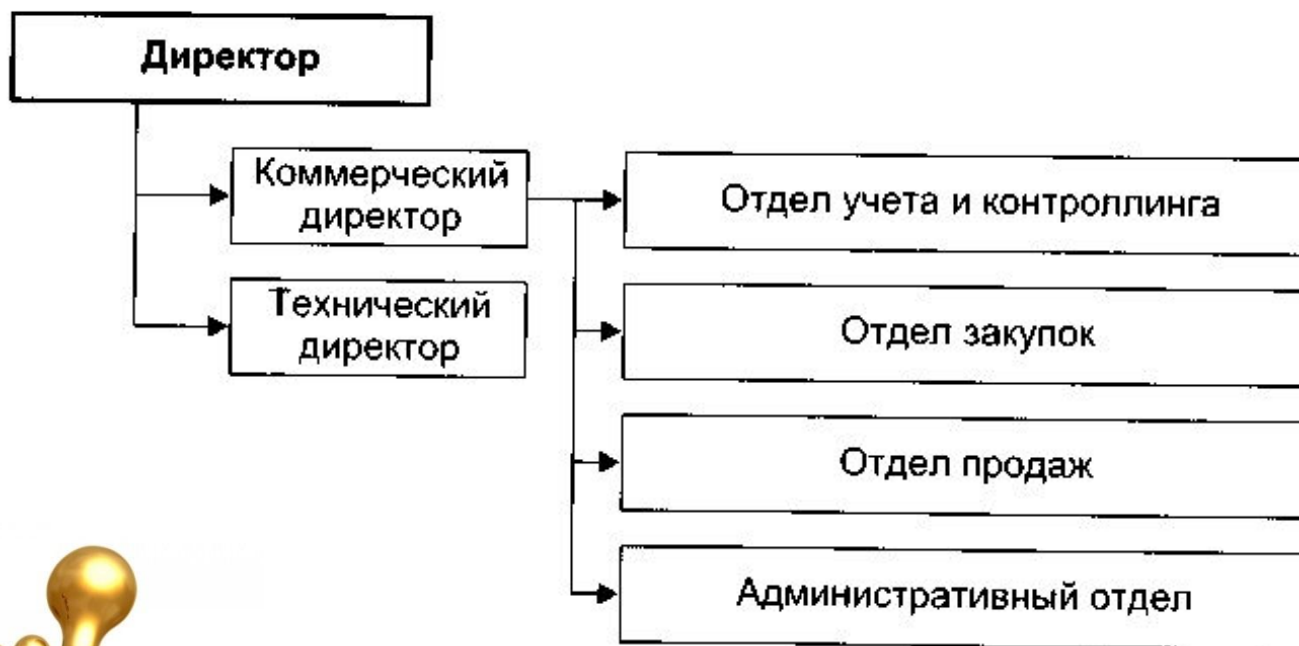 Директор
Коммерческий
директор
Отдел учета и контроллинга
Технический
директор
Отдел закупок
Отдел продаж
Административный отдел